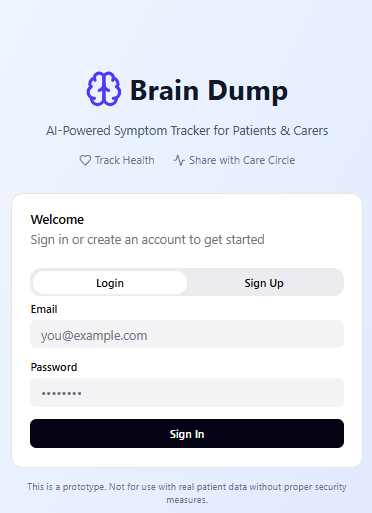 Brain Dump
AI-Powered Symptom Tracker for Patients & Carers
Track Health Share with Care Circle
Welcome
Sign in or create an account to get started
Login Sign Up
Email
you@example.com
Password
••••••••
Sign In
This is a prototype. Not for use with real patient data without proper security
measures.